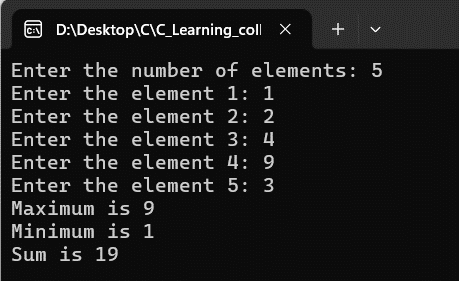 D:\Desktop\C\C_Learning_coll
Enter the number of elements: 5
Enter the element 1: 1
Enter the element 2: 2
Enter the element 3: 4
Enter the element 4: 9
Enter the element 5: 3
Maximum is 9
Minimum is 1
Sum is 19